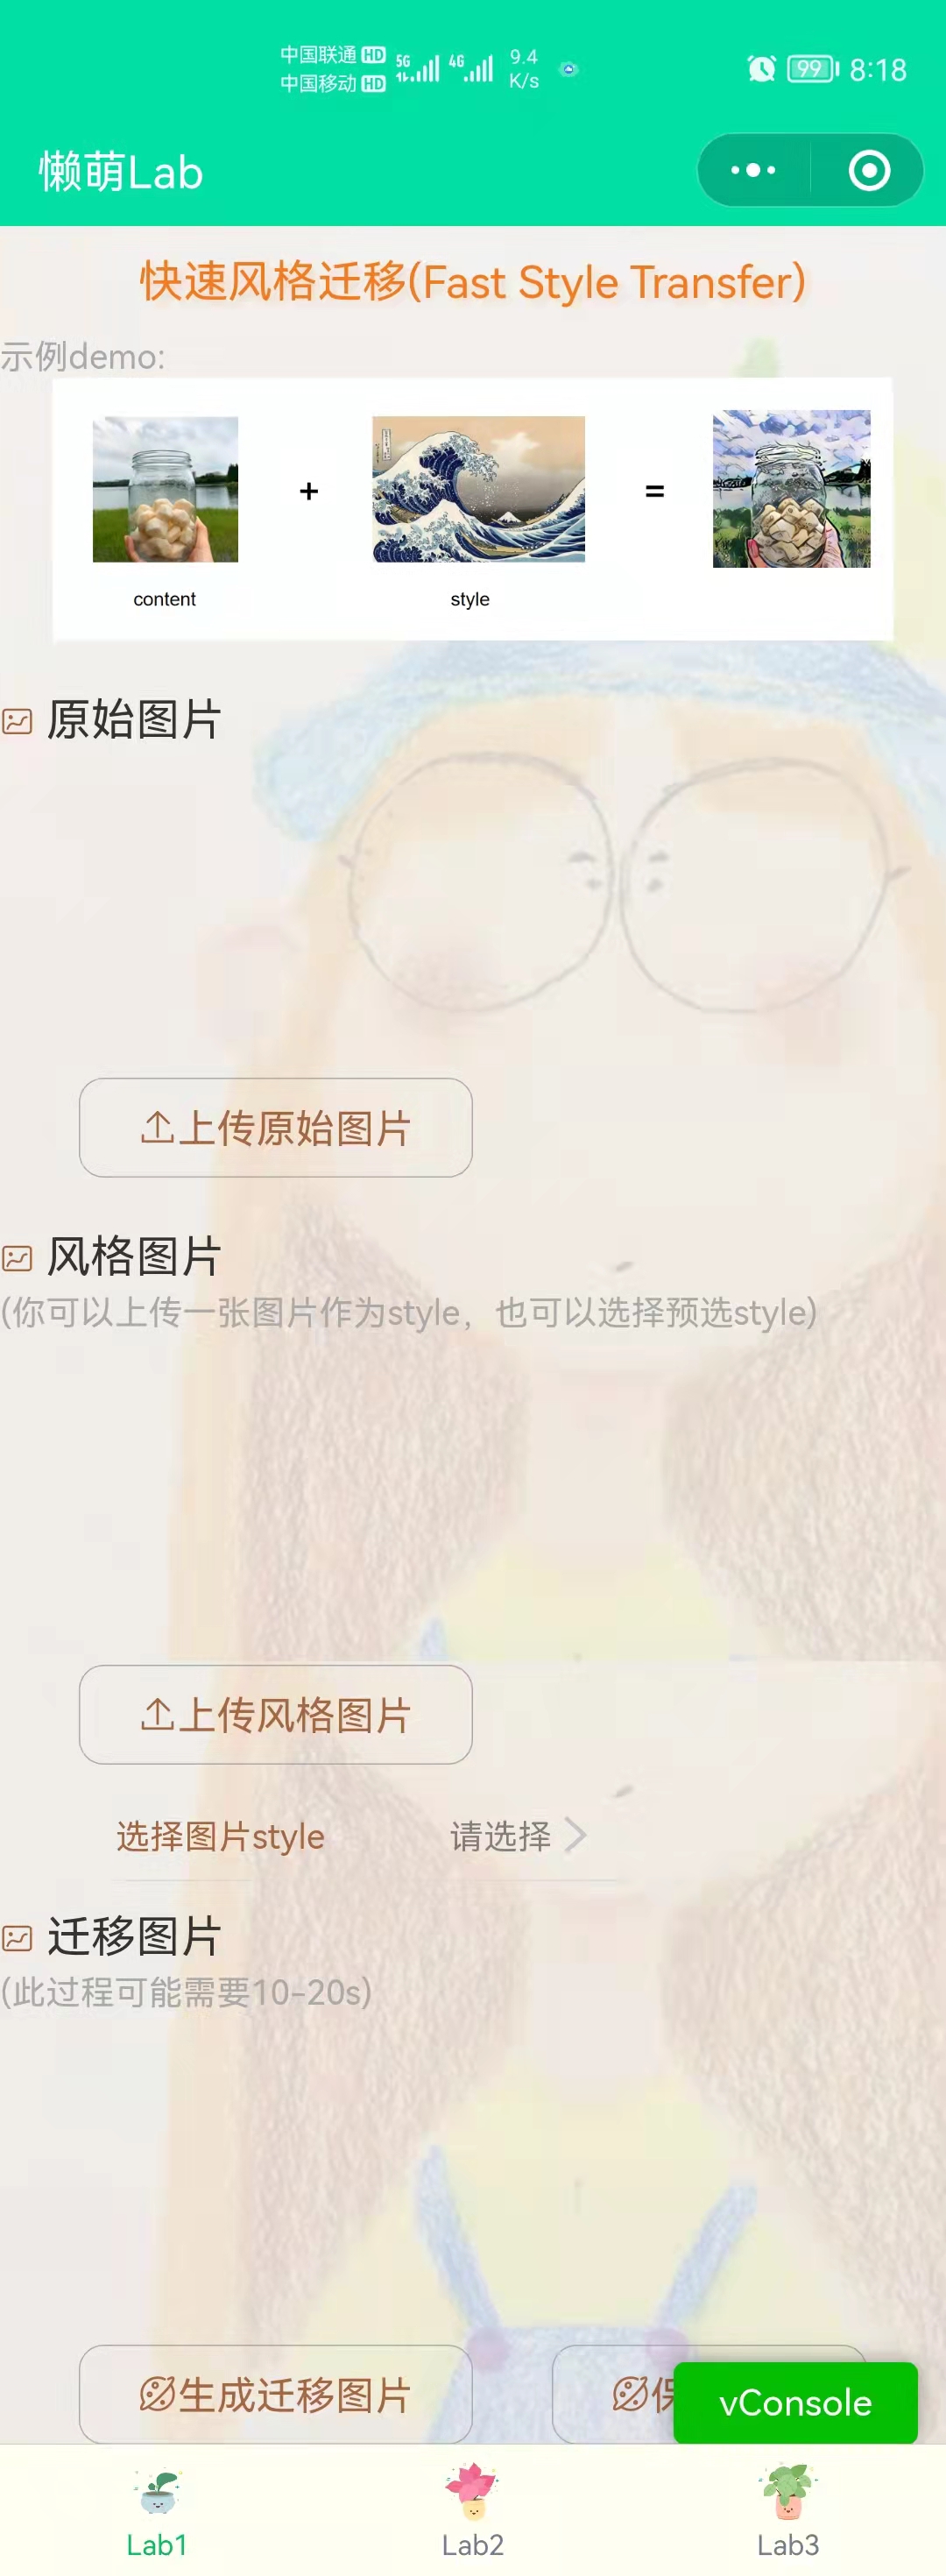 中国联通 HD 5G 4G 9.4 99 8:18
中国移动 HD K/s
懒萌Lab
快速风格迁移(Fast Style Transfer)
示例demo:
+ =
content style
原始图片
上传原始图片
风格图片
(你可以上传一张图片作为style，也可以选择预选style)
上传风格图片
选择图片style 请选择
迁移图片
(此过程可能需要10-20s)
生成迁移图片 保
vConsole
Lab1 Lab2 Lab3